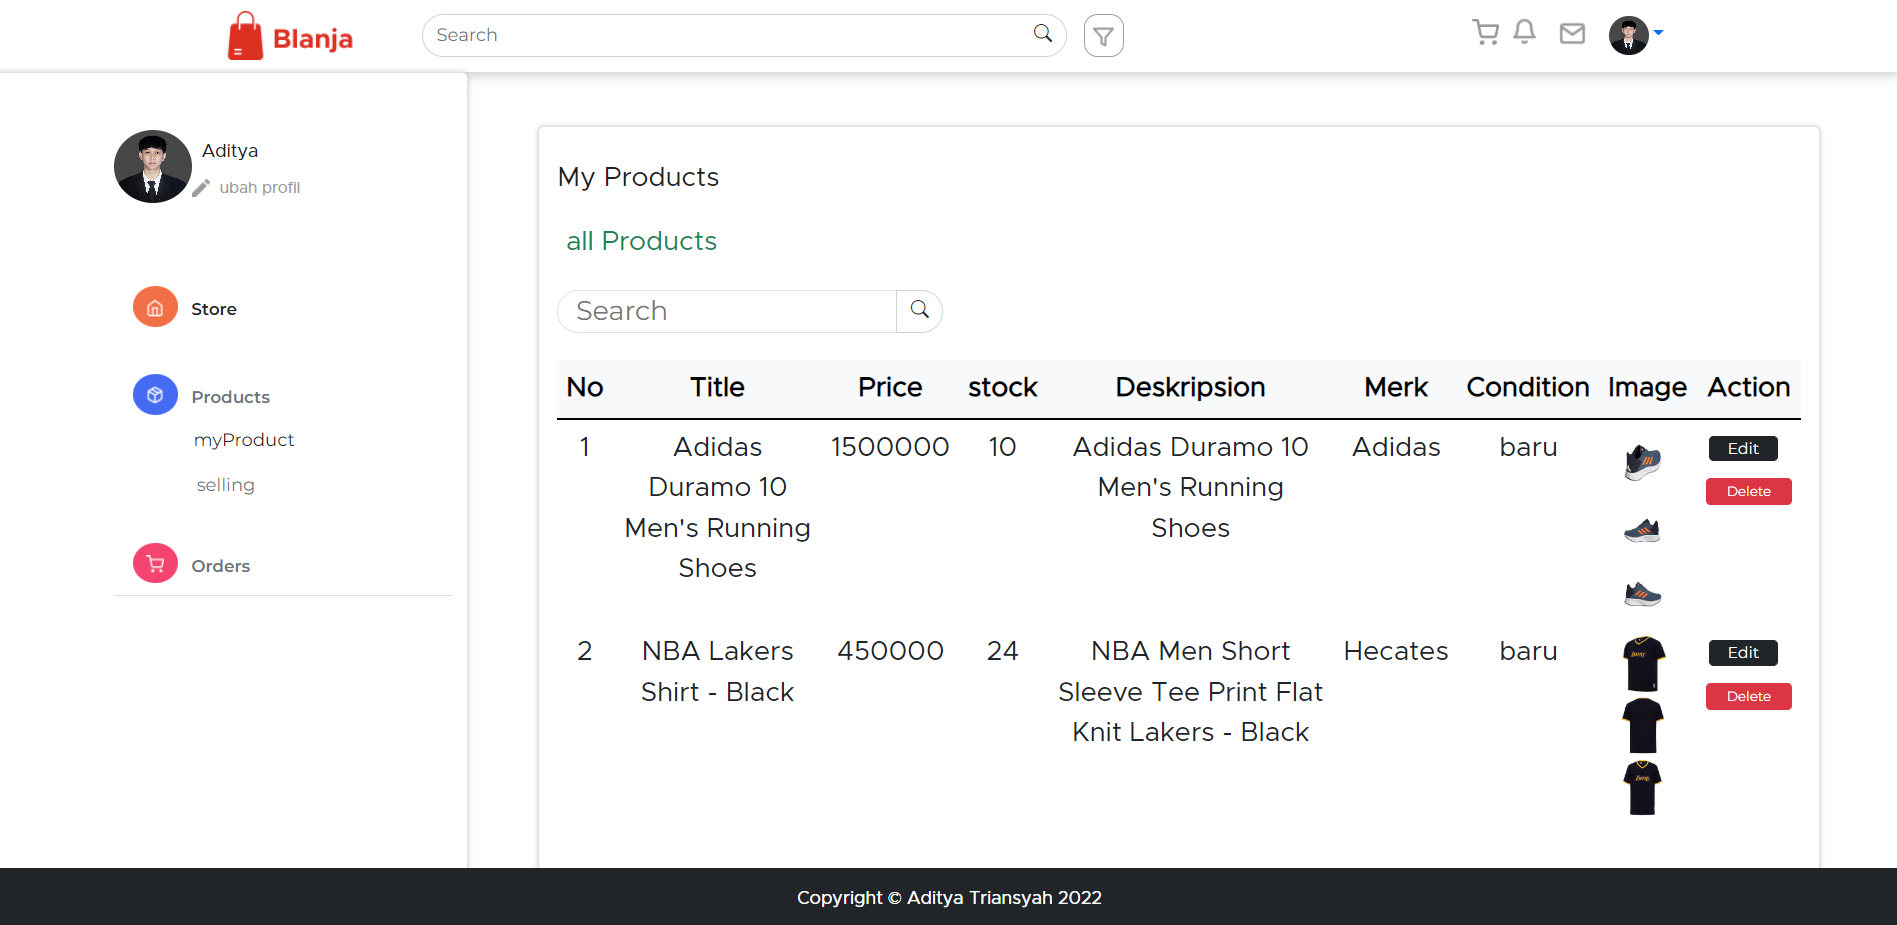 Blanja
Search
Aditya
ubah profil
Store
Products
myProduct
selling
Orders
My Products
all Products
Search
No Title Price stock Deskripsion Merk Condition Image Action
1 Adidas 1500000 10 Adidas Duramo 10 Adidas baru Edit
Duramo 10 Men's Running Delete
Men's Running Shoes
Shoes
2 NBA Lakers 450000 24 NBA Men Short Hecates baru Edit
Shirt - Black Sleeve Tee Print Flat Delete
Knit Lakers - Black
Copyright © Aditya Triansyah 2022